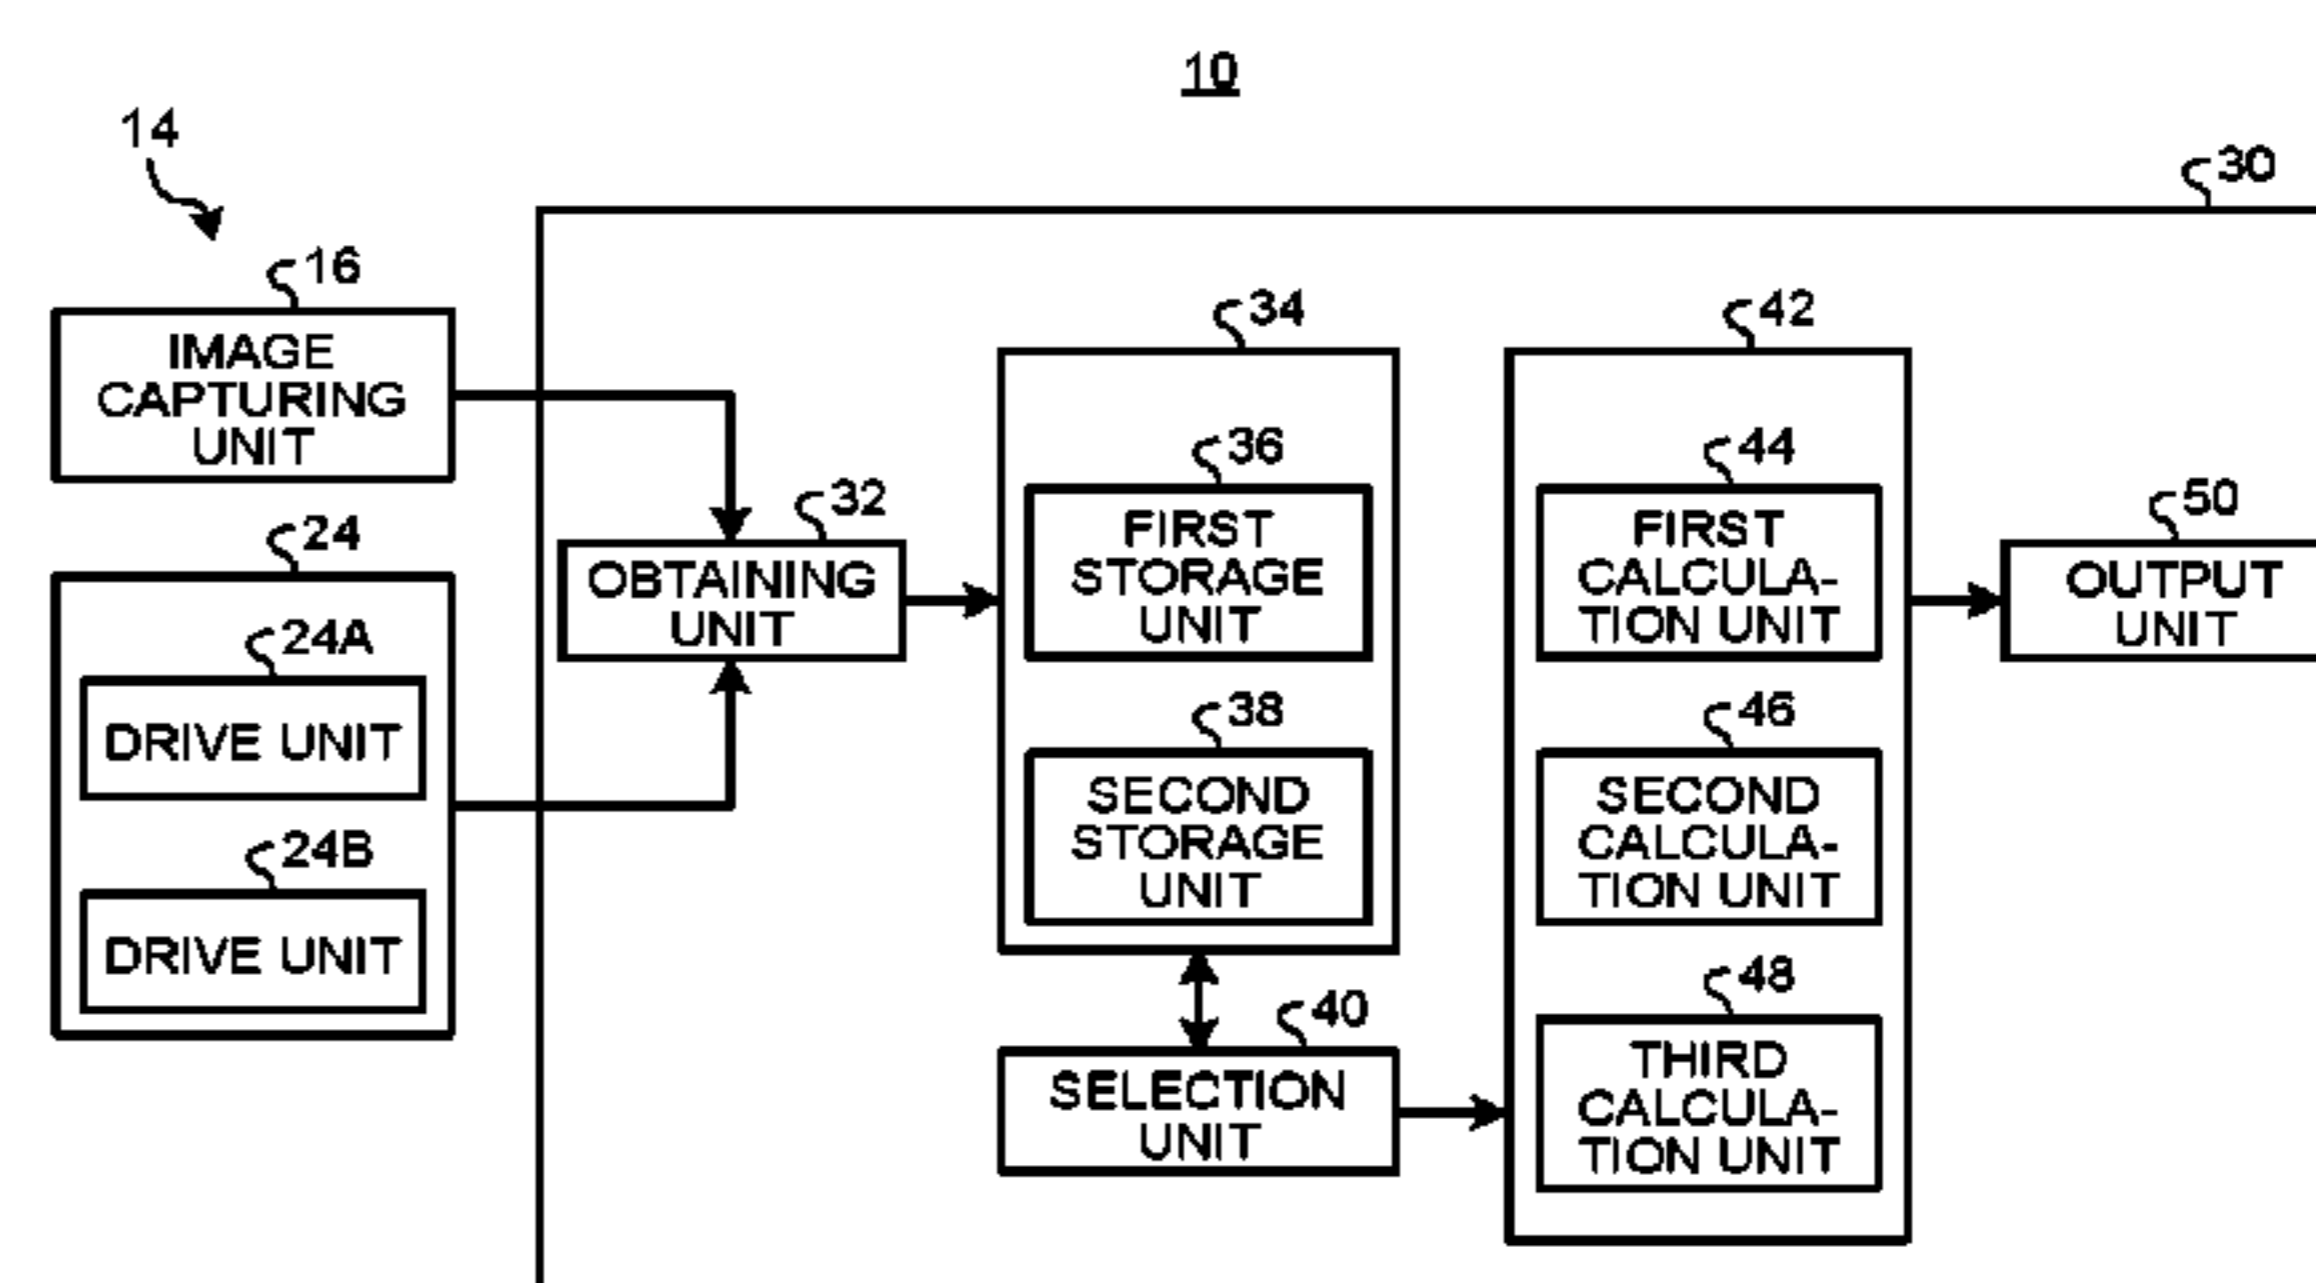 10
14
30
16
IMAGE
CAPTURING
UNIT
24
24A
DRIVE UNIT
24B
DRIVE UNIT
32
OBTAINING
UNIT
34
36
FIRST
STORAGE
UNIT
38
SECOND
STORAGE
UNIT
40
SELECTION
UNIT
42
44
FIRST
CALCULA-
TION UNIT
46
SECOND
CALCULA-
TION UNIT
48
THIRD
CALCULA-
TION UNIT
50
OUTPUT
UNIT